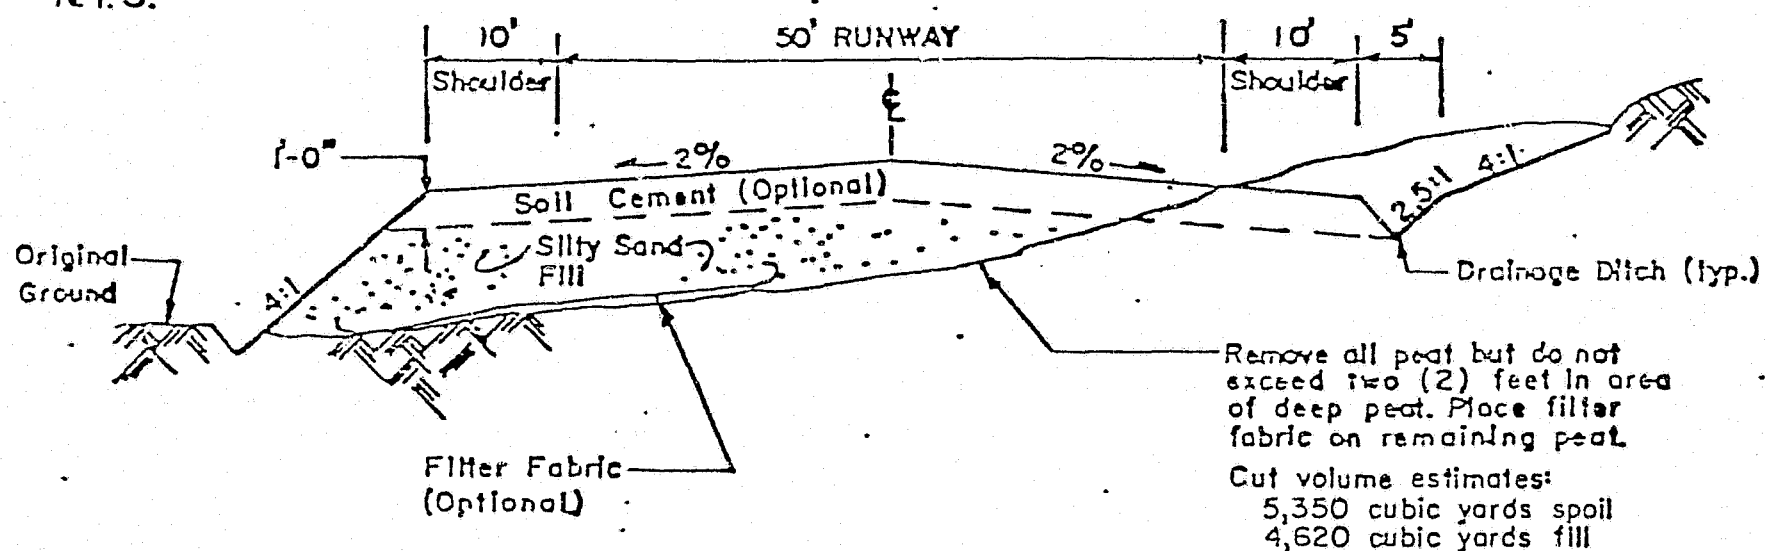 N.T.S.
10' 50' RUNWAY 10' 5'
Shoulder Shoulder
℄
1'-0"
2% 2%
4:1
2.5:1
Soil Cement (Optional)
Silty Sand
Fill
Original
Ground
4:1
Drainage Ditch (typ.)
Remove all peat but do not
exceed two (2) feet in area
of deep peat. Place filter
fabric on remaining peat.
Filter Fabric
(Optional)
Cut volume estimates:
5,350 cubic yards spoil
4,620 cubic yards fill